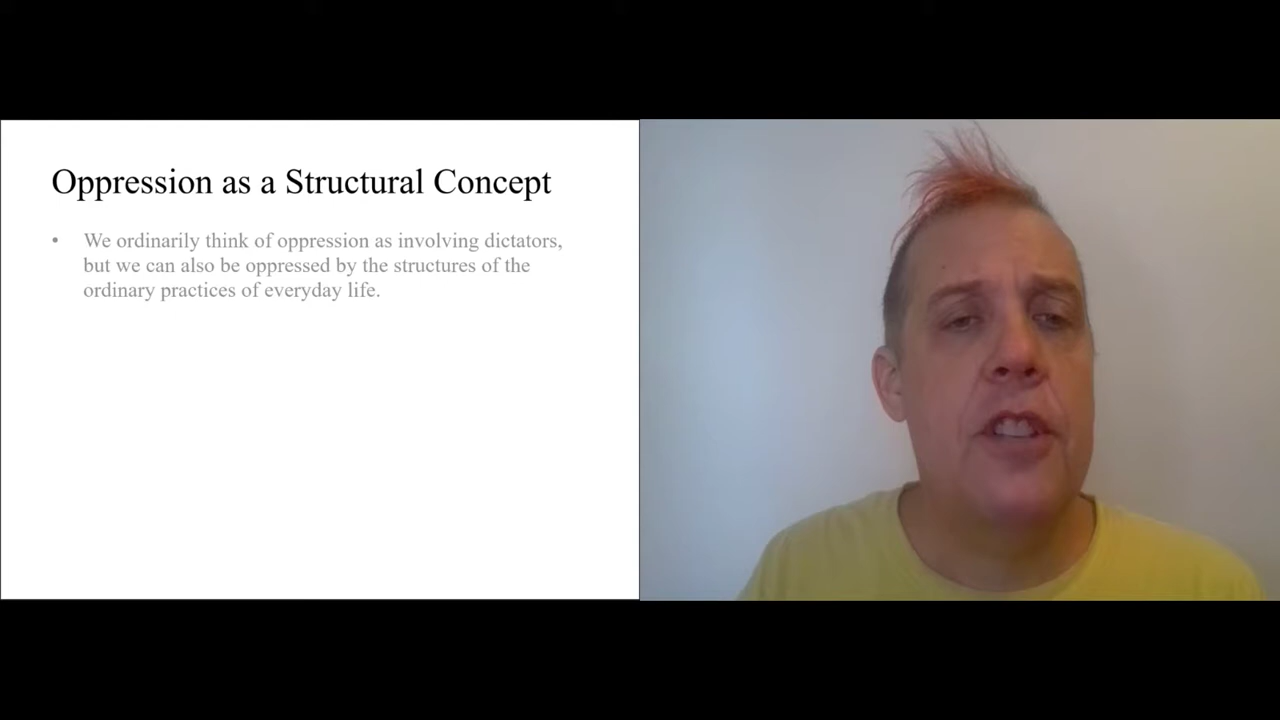 Oppression as a Structural Concept
• We ordinarily think of oppression as involving dictators,
but we can also be oppressed by the structures of the
ordinary practices of everyday life.